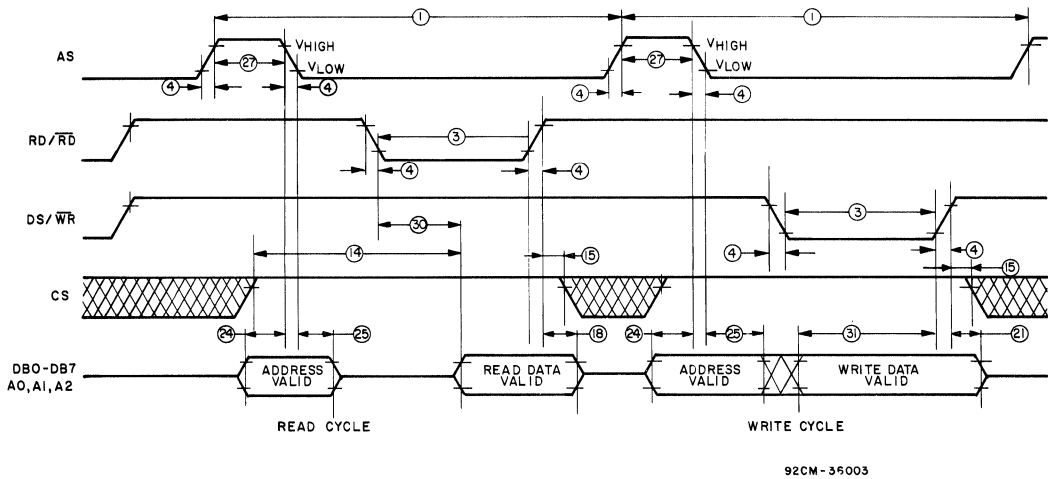 ① ①
AS
VHIGH VHIGH
㉗ ㉗
VLOW VLOW
④ ④ ④ ④
RD/R̅D̅
③
④ ④
DS/W̅R̅
③
㉚
⑭ ⑮ ④ ④ ⑮
CS
㉔ ㉕ ⑱ ㉔ ㉕ ㉛ ㉑
DB0-DB7
A0, A1, A2
ADDRESS VALID
READ DATA VALID
ADDRESS VALID
WRITE DATA VALID
READ CYCLE WRITE CYCLE
92CM-36003